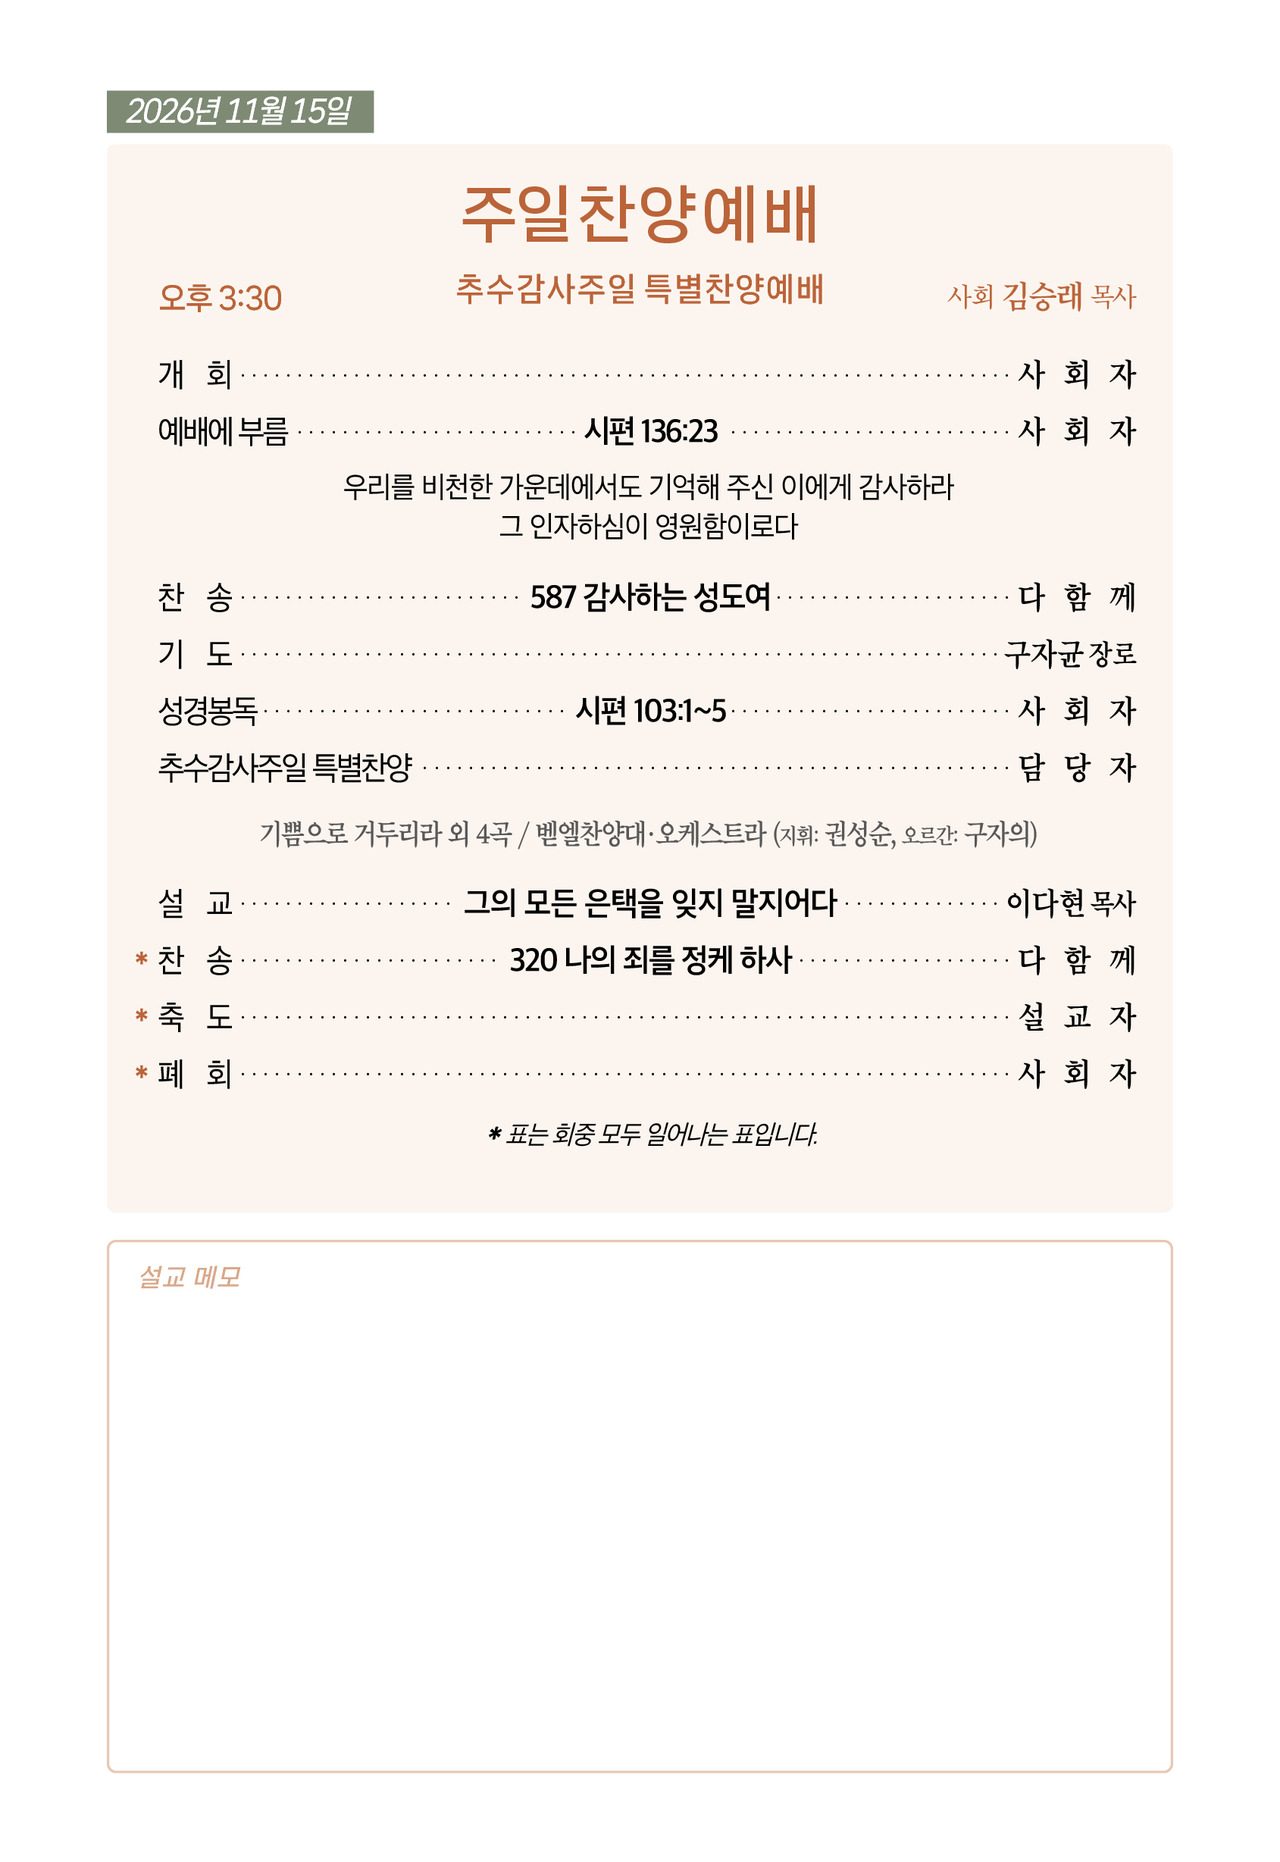 2026년 11월 15일
주일찬양예배
오후 3:30 추수감사주일 특별찬양예배 사회 김승래 목사
개 회 사 회 자
예배에 부름 시편 136:23 사 회 자
우리를 비천한 가운데에서도 기억해 주신 이에게 감사하라
그 인자하심이 영원함이로다
찬 송 587 감사하는 성도여 다 함 께
기 도 구자균 장로
성경봉독 시편 103:1~5 사 회 자
추수감사주일 특별찬양 담 당 자
기쁨으로 거두리라 외 4곡 / 벧엘찬양대·오케스트라 (지휘: 권성순, 오르간: 구자의)
설 교 그의 모든 은택을 잊지 말지어다 이다현 목사
* 찬 송 320 나의 죄를 정케 하사 다 함 께
* 축 도 설 교 자
* 폐 회 사 회 자
* 표는 회중 모두 일어나는 표입니다.
설교 메모